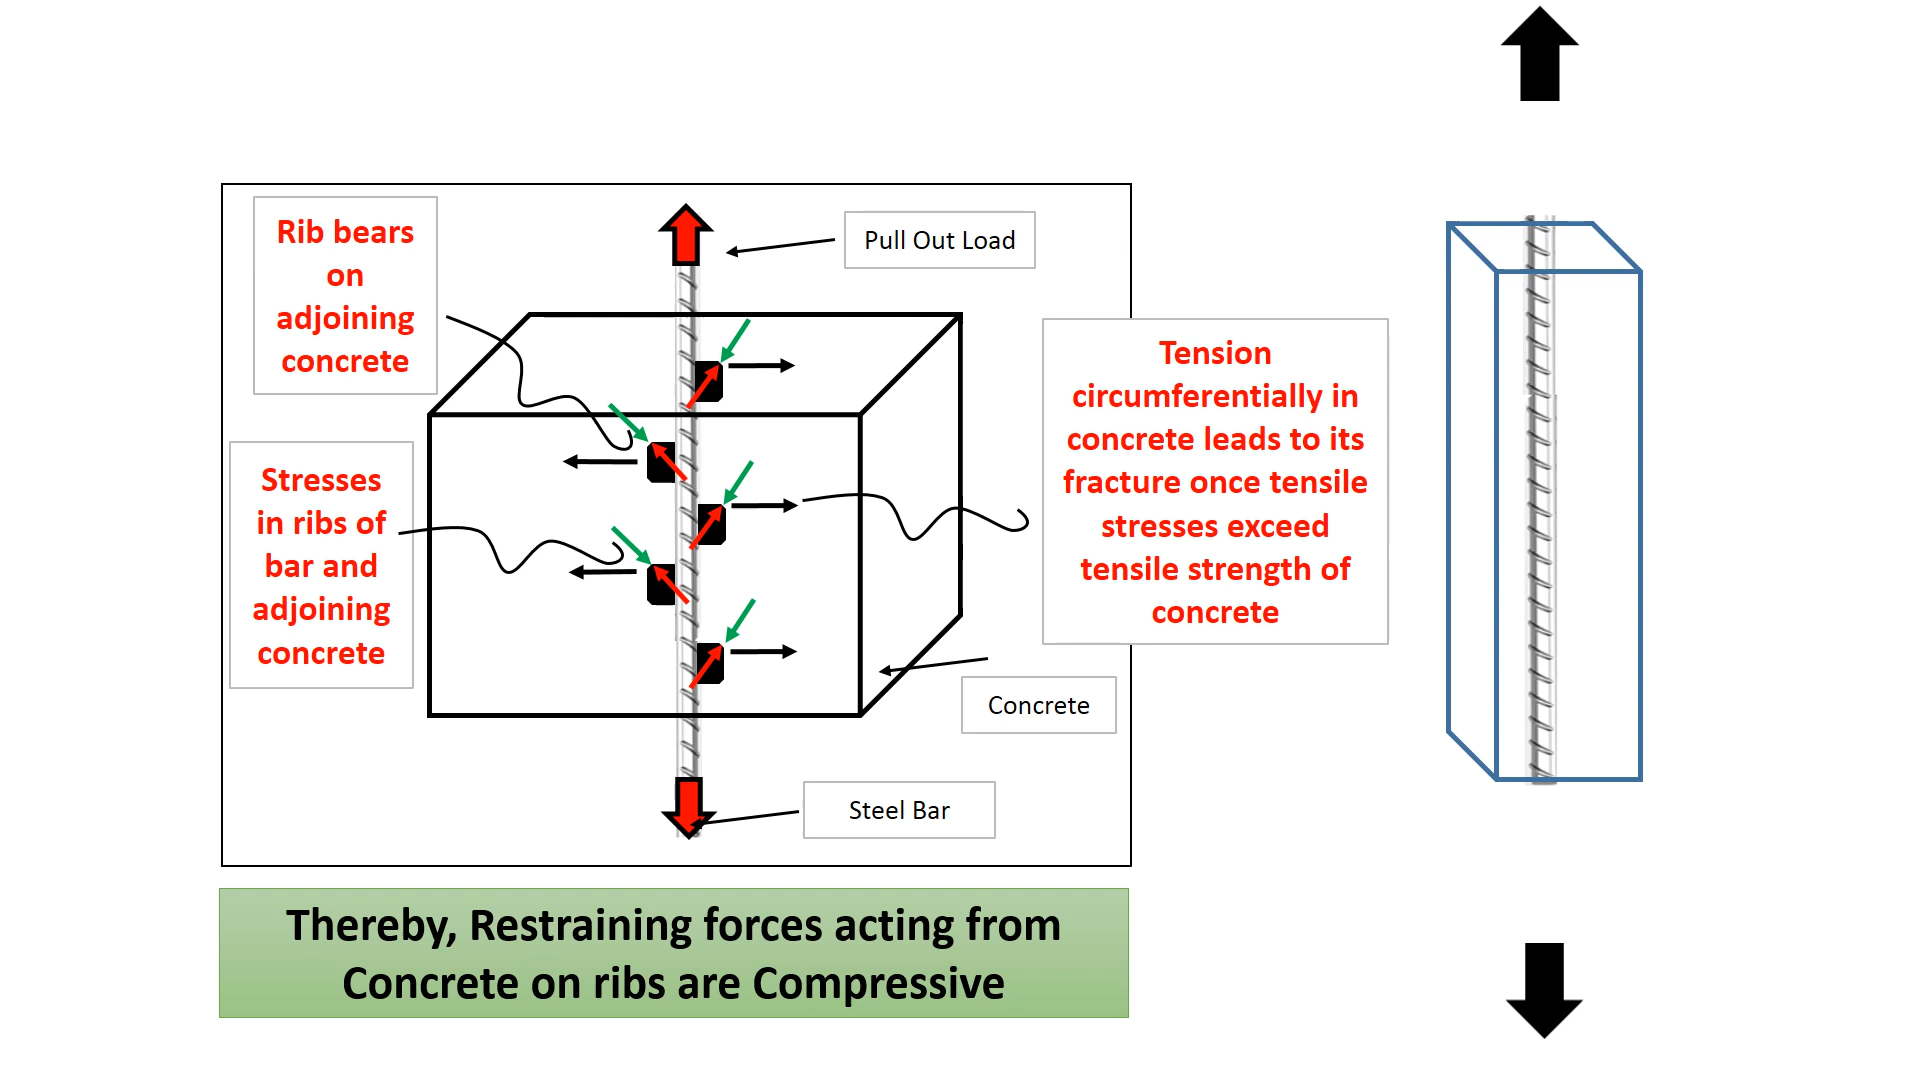 Rib bears
on
adjoining
concrete
Pull Out Load
Stresses
in ribs of
bar and
adjoining
concrete
Tension
circumferentially in
concrete leads to its
fracture once tensile
stresses exceed
tensile strength of
concrete
Concrete
Steel Bar
Thereby, Restraining forces acting from
Concrete on ribs are Compressive